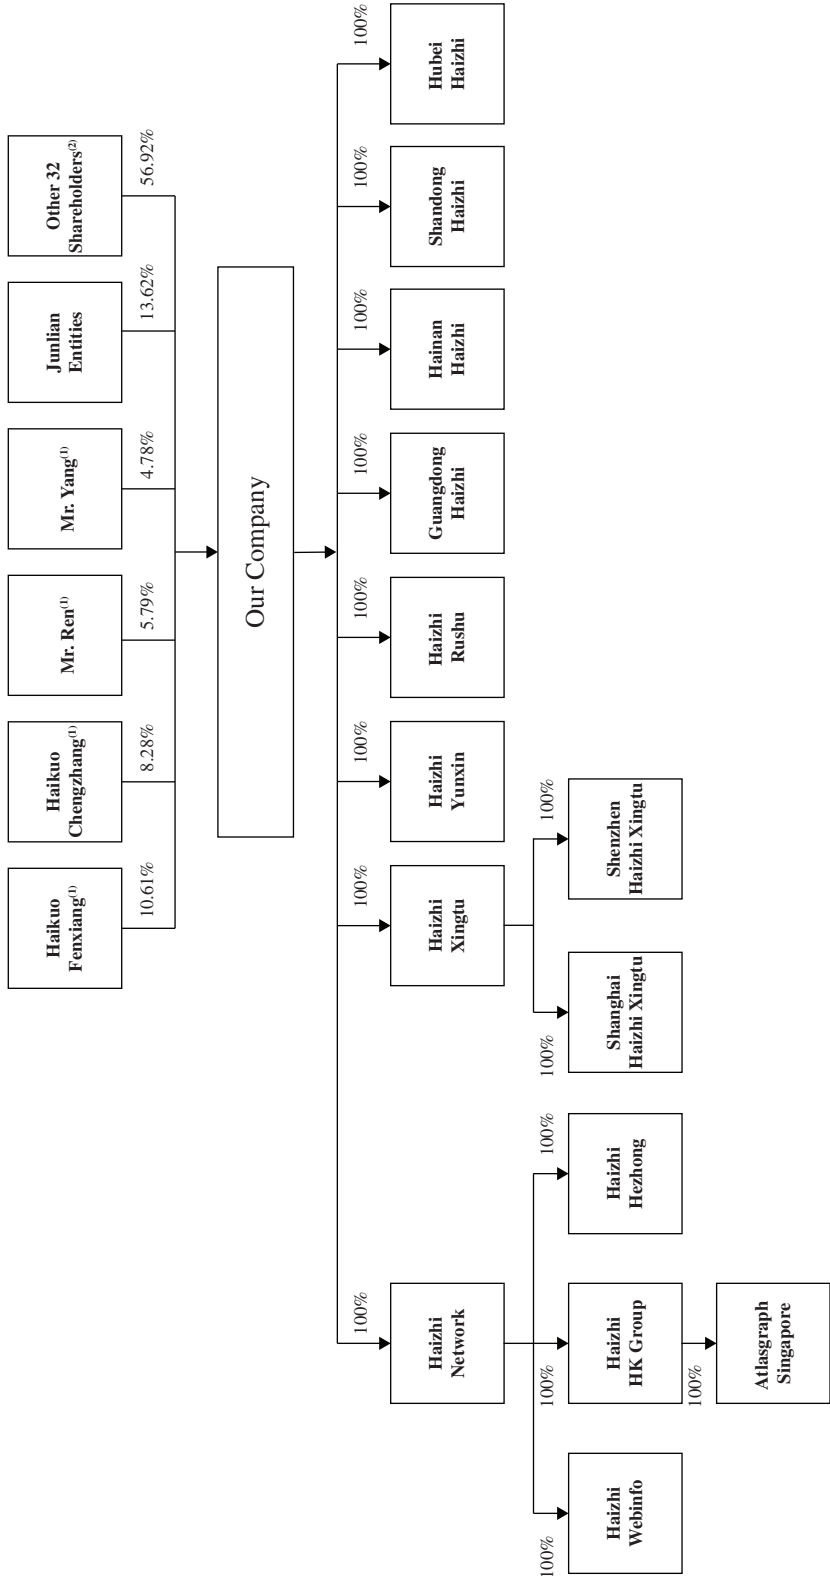 Haikuo
Fenxiang(1)
Haikuo
Chengzhang(1)
Mr. Ren(1)
Mr. Yang(1)
Junlian
Entities
Other 32
Shareholders(2)
10.61%
8.28%
5.79%
4.78%
13.62%
56.92%
Our Company
100%
100%
100%
100%
100%
100%
100%
100%
Haizhi
Network
Haizhi
Xingtu
Haizhi
Yunxin
Haizhi
Rushu
Guangdong
Haizhi
Hainan
Haizhi
Shandong
Haizhi
Hubei
Haizhi
100%
100%
100%
100%
100%
Haizhi
Webinfo
Haizhi
HK Group
Haizhi
Hezhong
Shanghai
Haizhi Xingtu
Shenzhen
Haizhi Xingtu
100%
Atlasgraph
Singapore